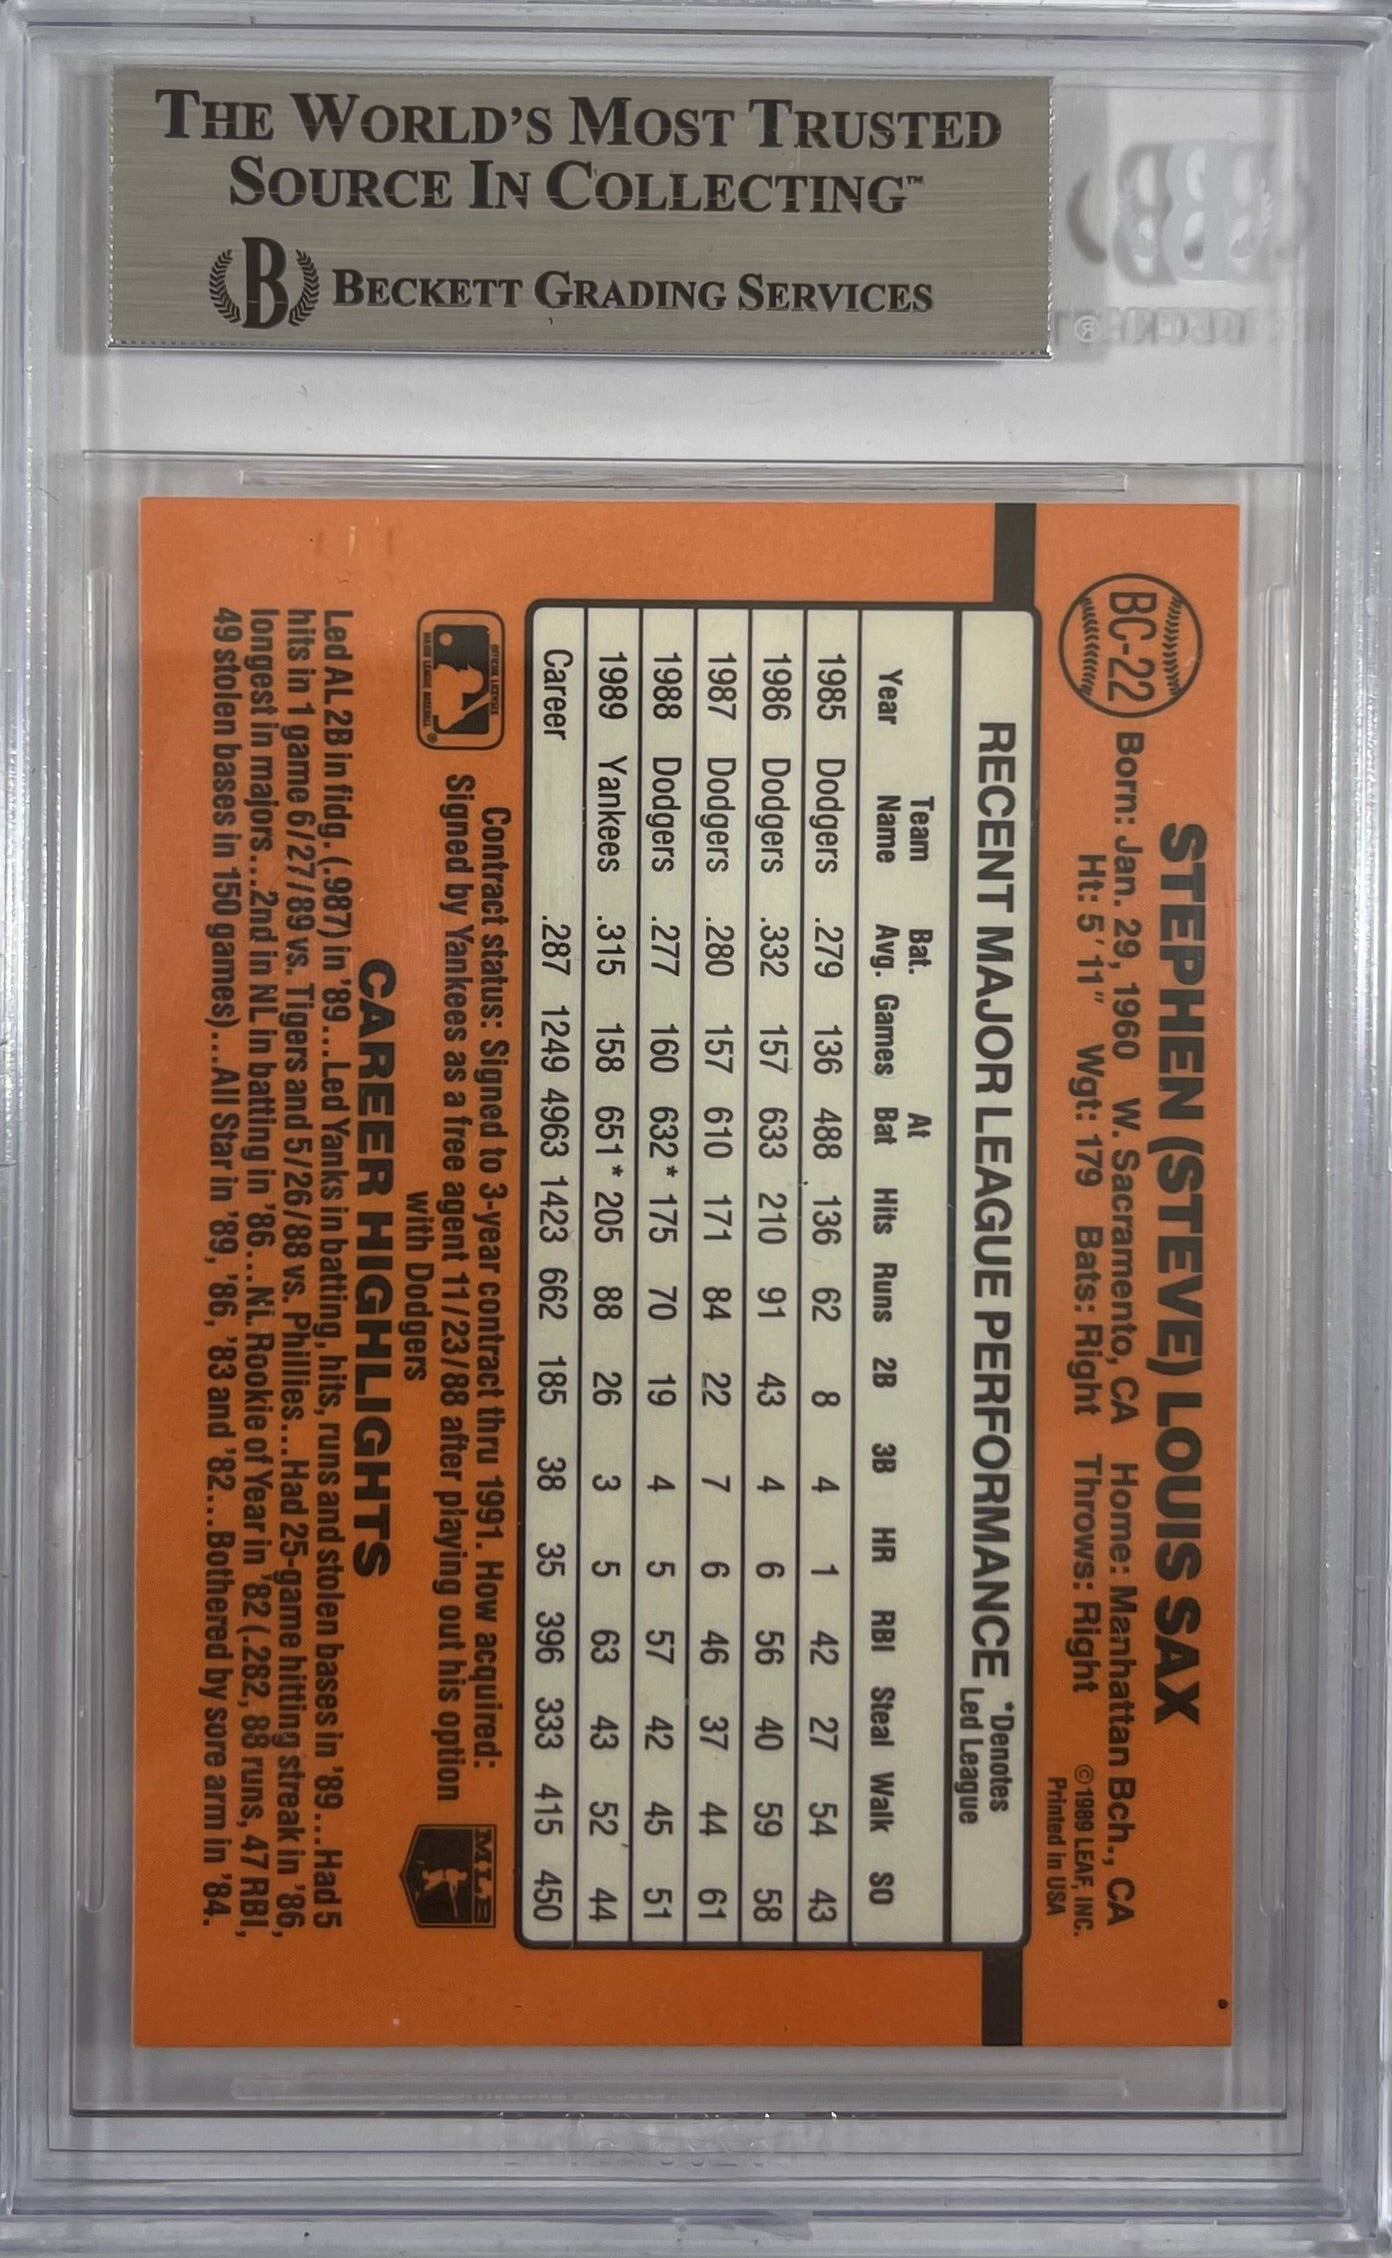 THE WORLD'S MOST TRUSTED
SOURCE IN COLLECTING™
B BECKETT GRADING SERVICES
BC-22
STEPHEN (STEVE) LOUIS SAX
Born: Jan. 29, 1960 W. Sacramento, CA Home: Manhattan Bch., CA
Ht: 5'11" Wgt: 179 Bats: Right Throws: Right
©1989 LEAF, INC.
Printed in USA
RECENT MAJOR LEAGUE PERFORMANCE *Denotes Led League
Year Team Name Bat. Avg. Games At Bat Hits Runs 2B 3B HR RBI Steal Walk SO
1985 Dodgers .279 136 488 136 62 8 4 1 42 27 54 43
1986 Dodgers .332 157 633 210 91 43 4 6 56 40 59 58
1987 Dodgers .280 157 610 171 84 22 7 6 46 37 44 61
1988 Dodgers .277 160 632* 175 70 19 4 5 57 42 45 51
1989 Yankees .315 158 651* 205 88 26 3 5 63 43 52 44
Career .287 1249 4963 1423 662 185 38 35 396 333 415 450
OFFICIAL LICENSEE
MAJOR LEAGUE BASEBALL®
Contract status: Signed to 3-year contract thru 1991. How acquired:
Signed by Yankees as a free agent 11/23/88 after playing out his option
with Dodgers
MLB
CAREER HIGHLIGHTS
Led AL 2B in fldg. (.987) in '89...Led Yanks in batting, hits, runs and stolen bases in '89...Had 5
hits in 1 game 6/27/89 vs. Tigers and 5/26/88 vs. Phillies...Had 25-game hitting streak in '86,
longest in majors...2nd in NL in batting in '86...NL Rookie of Year in '82 (.282, 88 runs, 47 RBI,
49 stolen bases in 150 games)...All Star in '89, '86, '83 and '82...Bothered by sore arm in '84.